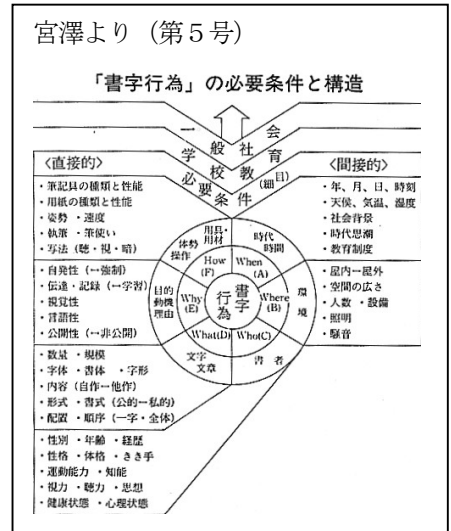 宮澤より（第５号）
「書字行為」の必要条件と構造
一般社会
学校教育
必要条件（細目）
〈直接的〉
・筆記具の種類と性能
・用紙の種類と性能
・姿勢 ・速度
・執筆 ・筆使い
・写法（聴・視・暗）
・自発性（↔強制）
・伝達・記録（↔学習）
・視覚性
・言語性
・公開性（↔非公開）
・数量 ・規模
・字体 ・書体 ・字形
・内容（自作ー他作）
・形式 ・書式（公的ー私的）
・配置 ・順序（一字・全体）
・性別 ・年齢 ・経歴
・性格 ・体格 ・きき手
・運動能力 ・知能
・視力 ・聴力 ・思想
・健康状態 ・心理状態
〈間接的〉
・年、月、日、時刻
・天候、気温、湿度
・社会背景
・時代思潮
・教育制度
・屋内ー屋外
・空間の広さ
・人数 ・設備
・照明
・騒音
書字
行為
When
(A)
時代
時間
Where
(B)
環境
Who(C)
書者
What(D)
文字
文章
Why
(E)
目的
動機
理由
How
(F)
用具・
用材
体勢
操作